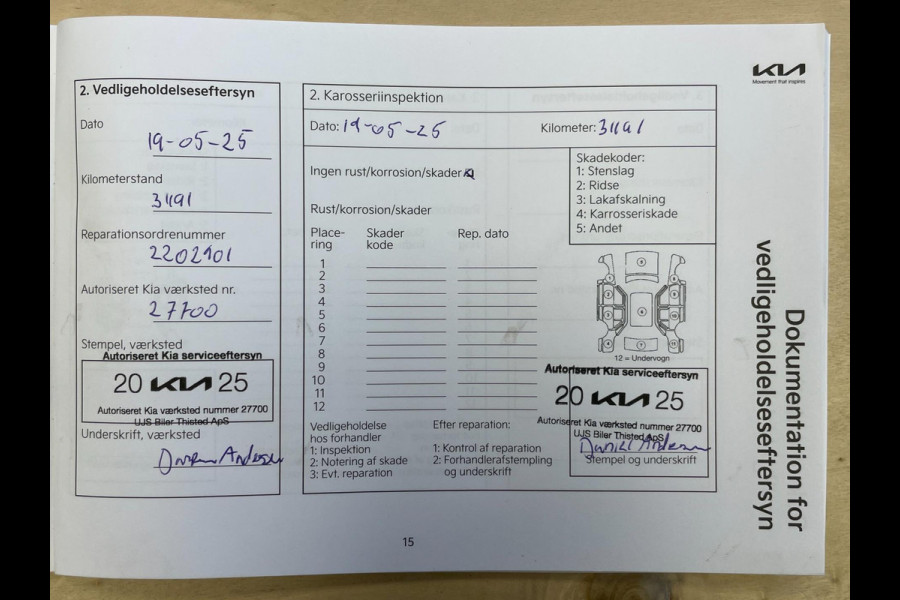 KIA
Movement that inspires
Dokumentation for
vedligeholdelseseftersyn
2. Vedligeholdelseseftersyn
Dato
19-05-25
Kilometerstand
31191
Reparationsordrenummer
2202901
Autoriseret Kia værksted nr.
27700
Stempel, værksted
Autoriseret Kia serviceeftersyn
20 KIA 25
Autoriseret Kia værksted nummer 27700
UJS Biler Thisted ApS
Underskrift, værksted
2. Karosseriinspektion
Dato: 19-05-25 Kilometer: 31191
Ingen rust/korrosion/skader
Rust/korrosion/skader
Skadekoder:
1: Stenslag
2: Ridse
3: Lakafskalning
4: Karrosseriskade
5: Andet
Place-
ring
Skader
kode
Rep. dato
1
2
3
4
5
6
7
8
9
10
11
12
12 = Undervogn
Vedligeholdelse
hos forhandler
1: Inspektion
2: Notering af skade
3: Evt. reparation
Efter reparation:
1: Kontrol af reparation
2: Forhandlerafstempling
og underskrift
Autoriseret Kia serviceeftersyn
20 KIA 25
Autoriseret Kia værksted nummer 27700
UJS Biler Thisted ApS
Daniel Andersen
Stempel og underskrift
15